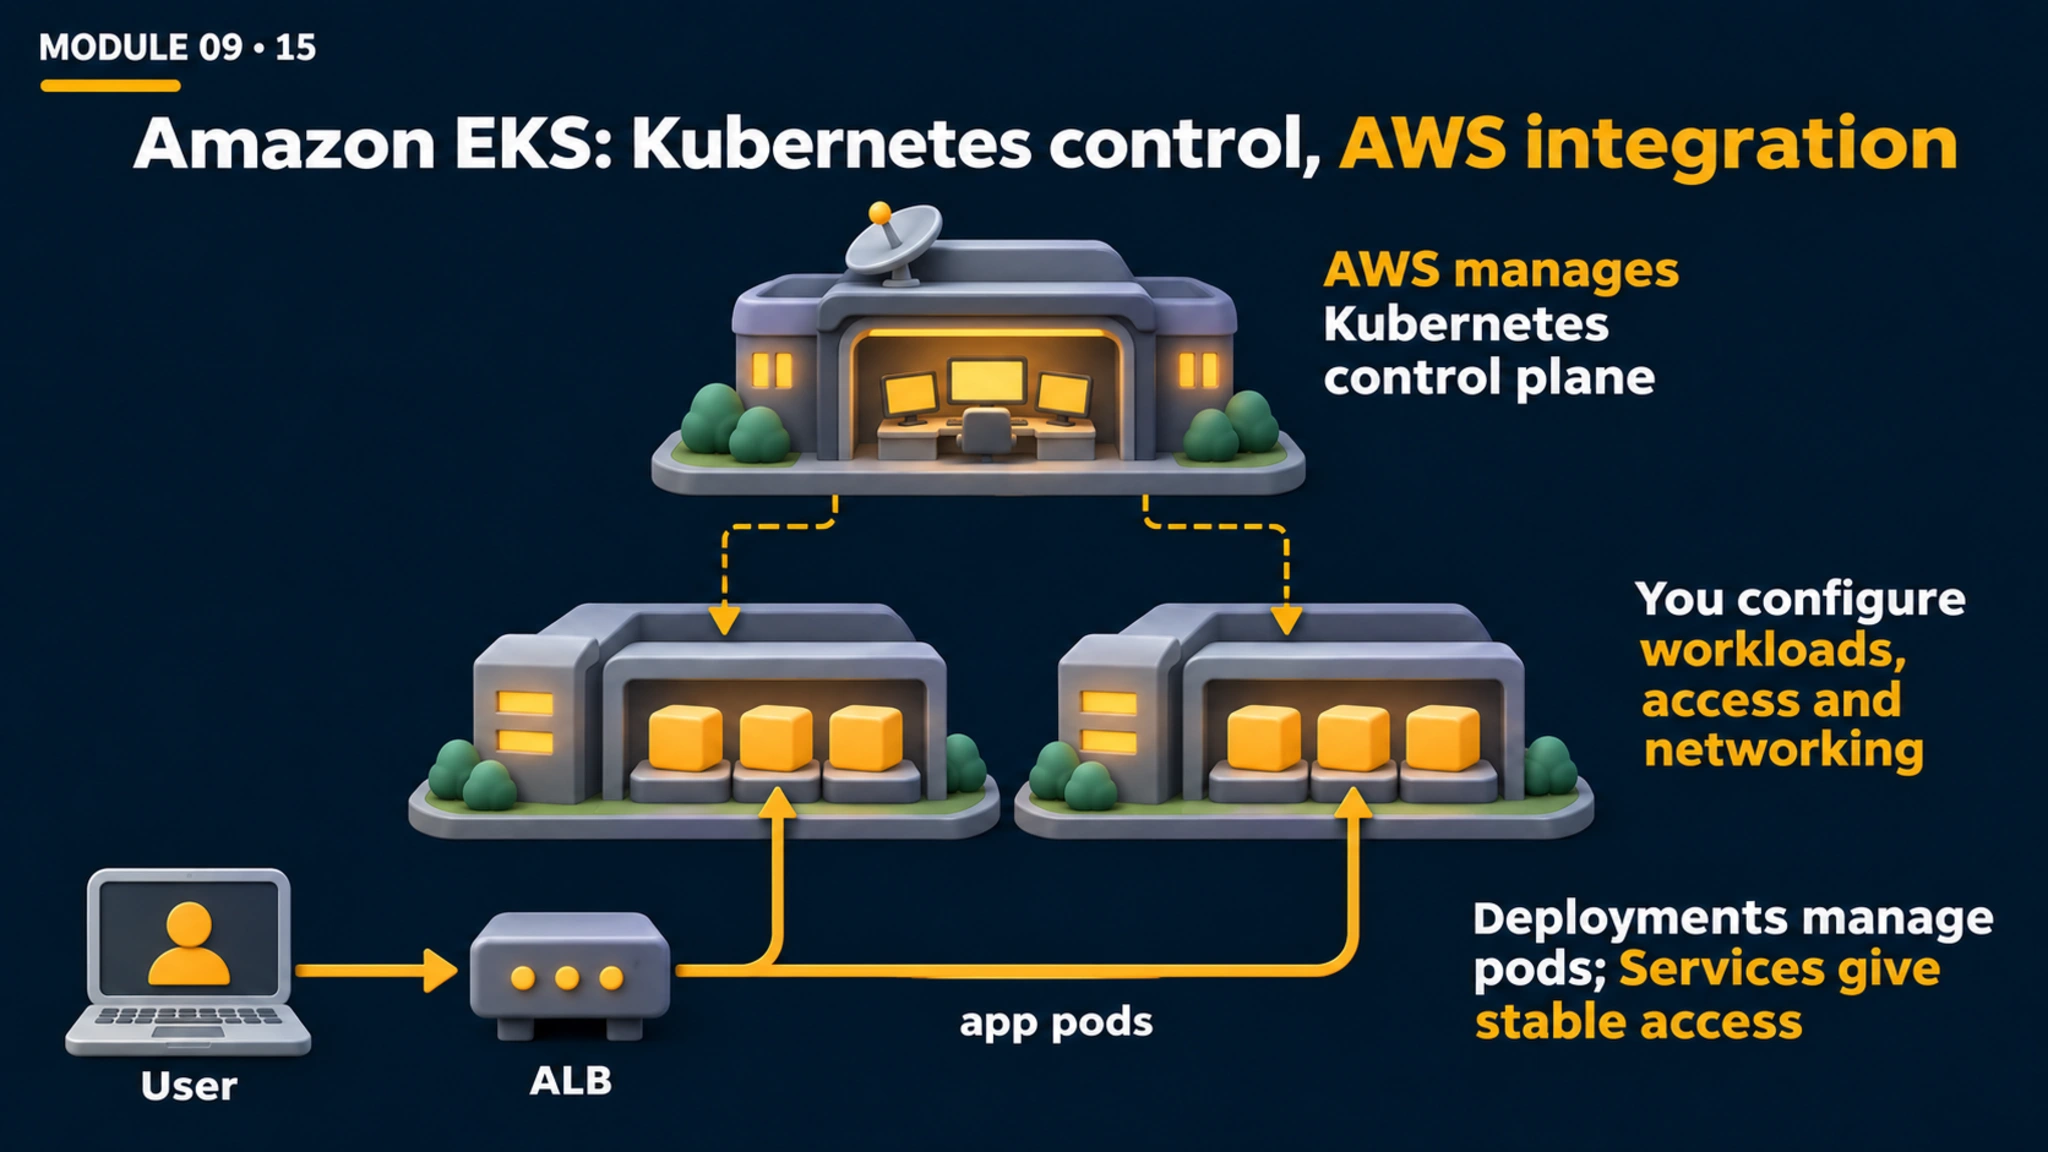 MODULE 09 • 15
Amazon EKS: Kubernetes control, AWS integration
AWS manages
Kubernetes
control plane
You configure
workloads,
access and
networking
Deployments manage
pods; Services give
stable access
app pods
User
ALB